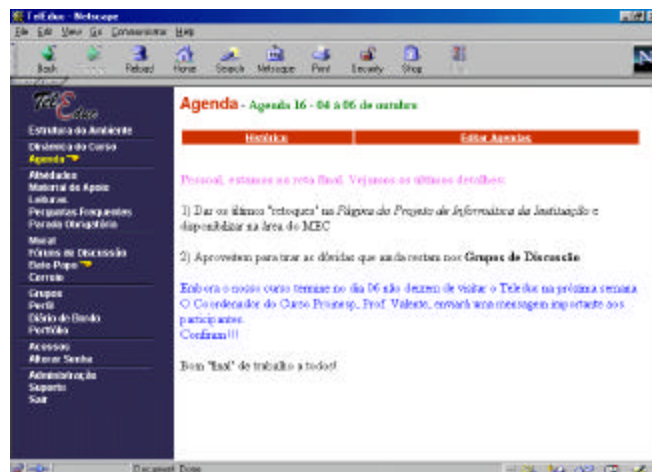 TelEduc - Netscape
File Edit View Go Communicator Help
Back Reload Home Search Netscape Print Security Shop
TelEduc
Agenda - Agenda 16 - 04 à 06 de outubro
Histórico Editar Agendas
Estrutura do Ambiente
Dinâmica do Curso
Agenda
Atividades
Material de Apoio
Leituras
Perguntas Frequentes
Parada Obrigatória
Mural
Fóruns de Discussão
Bate-Papo
Correio
Grupos
Perfil
Diário de Bordo
Portfólio
Acessos
Alterar Senha
Administração
Suporte
Sair
Pessoal, estamos na reta final. Vejamos os últimos detalhes:
1) Dar os últimos "retoques" na Página do Projeto de Informática da Instituição e
disponibilizar na área do MEC
2) Aproveitem para tirar as dúvidas que ainda restam nos Grupos de Discussão
Embora o nosso curso termine no dia 06 não deixem de visitar o TelEduc na próxima semana
O Coordenador do Curso Proinesp, Prof. Valente, enviará uma mensagem importante aos
participantes.
Confiram!!!
Bom "final" de trabalho a todos!
Document: Done